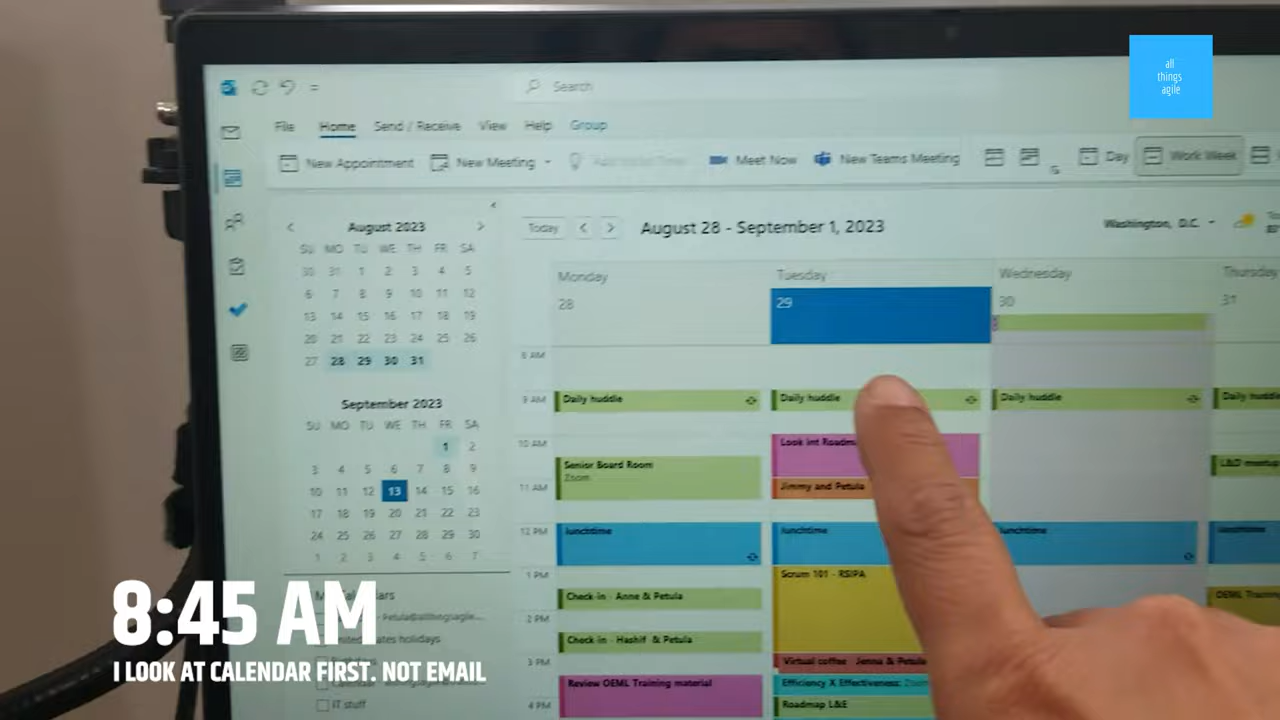 all
things
agile
Search
File Home Send / Receive View Help Group
New Appointment New Meeting Meet Now New Teams Meeting Day Work Week
August 2023
SU MO TU WE TH FR SA
30 31 1 2 3 4 5
6 7 8 9 10 11 12
13 14 15 16 17 18 19
20 21 22 23 24 25 26
27 28 29 30 31
September 2023
SU MO TU WE TH FR SA
1 2
3 4 5 6 7 8 9
10 11 12 13 14 15 16
17 18 19 20 21 22 23
24 25 26 27 28 29 30
1 2 3 4 5 6 7
Today August 28 - September 1, 2023 Washington, D.C.
Monday Tuesday Wednesday Thursday
28 29 30 31
8 AM
9 AM Daily huddle Daily huddle Daily huddle Daily huddle
10 AM
Look int Roadm
Senior Board Room
Zoom
L&D meetup
11 AM Jimmy and Petula
12 PM lunchtime lunchtime lunchtime lunchtime
1 PM Scrum 101 - RSIPA
Check-in - Anne & Petula
OEML Training
2 PM
Check-in - Hashif & Petula
3 PM Virtual coffee Jenna & Petula
Review OEML Training material Efficiency X Effectiveness: Zoom
4 PM Roadmap L&E
IT stuff
8:45 AM
I LOOK AT CALENDAR FIRST. NOT EMAIL